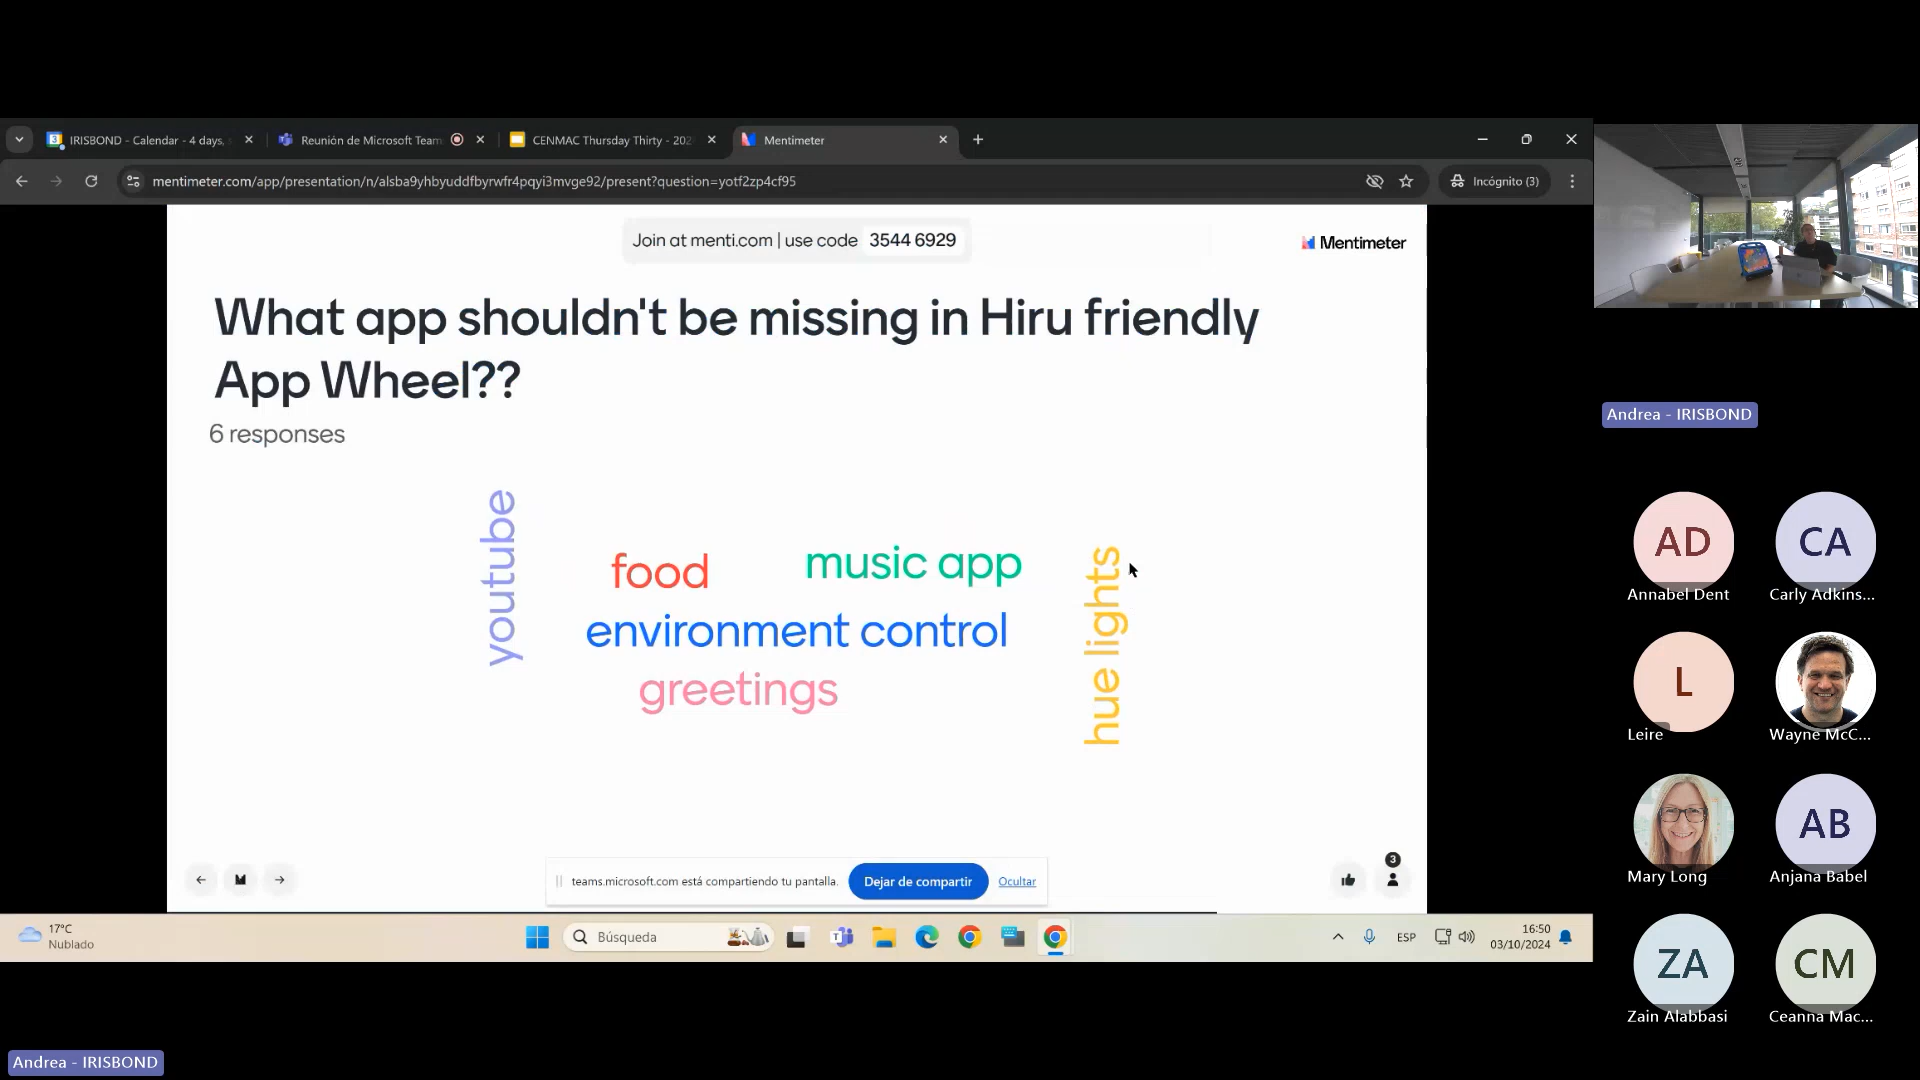 IRISBOND - Calendar - 4 days,
Reunión de Microsoft Team
CENMAC Thursday Thirty - 202
Mentimeter
mentimeter.com/app/presentation/n/alsba9yhbyuddfbyrwfr4pqyi3mvge92/present?question=yotf2zp4cf95
Incógnito (3)
Join at menti.com | use code 3544 6929
Mentimeter
What app shouldn't be missing in Hiru friendly
App Wheel??
6 responses
youtube
food
music app
environment control
greetings
hue lights
3
teams.microsoft.com está compartiendo tu pantalla.
Dejar de compartir
Ocultar
17°C
Nublado
Búsqueda
ESP
16:50
03/10/2024
Andrea - IRISBOND
AD
Annabel Dent
CA
Carly Adkins...
L
Leire
Wayne McC...
Mary Long
AB
Anjana Babel
ZA
Zain Alabbasi
CM
Ceanna Mac...
Andrea - IRISBOND